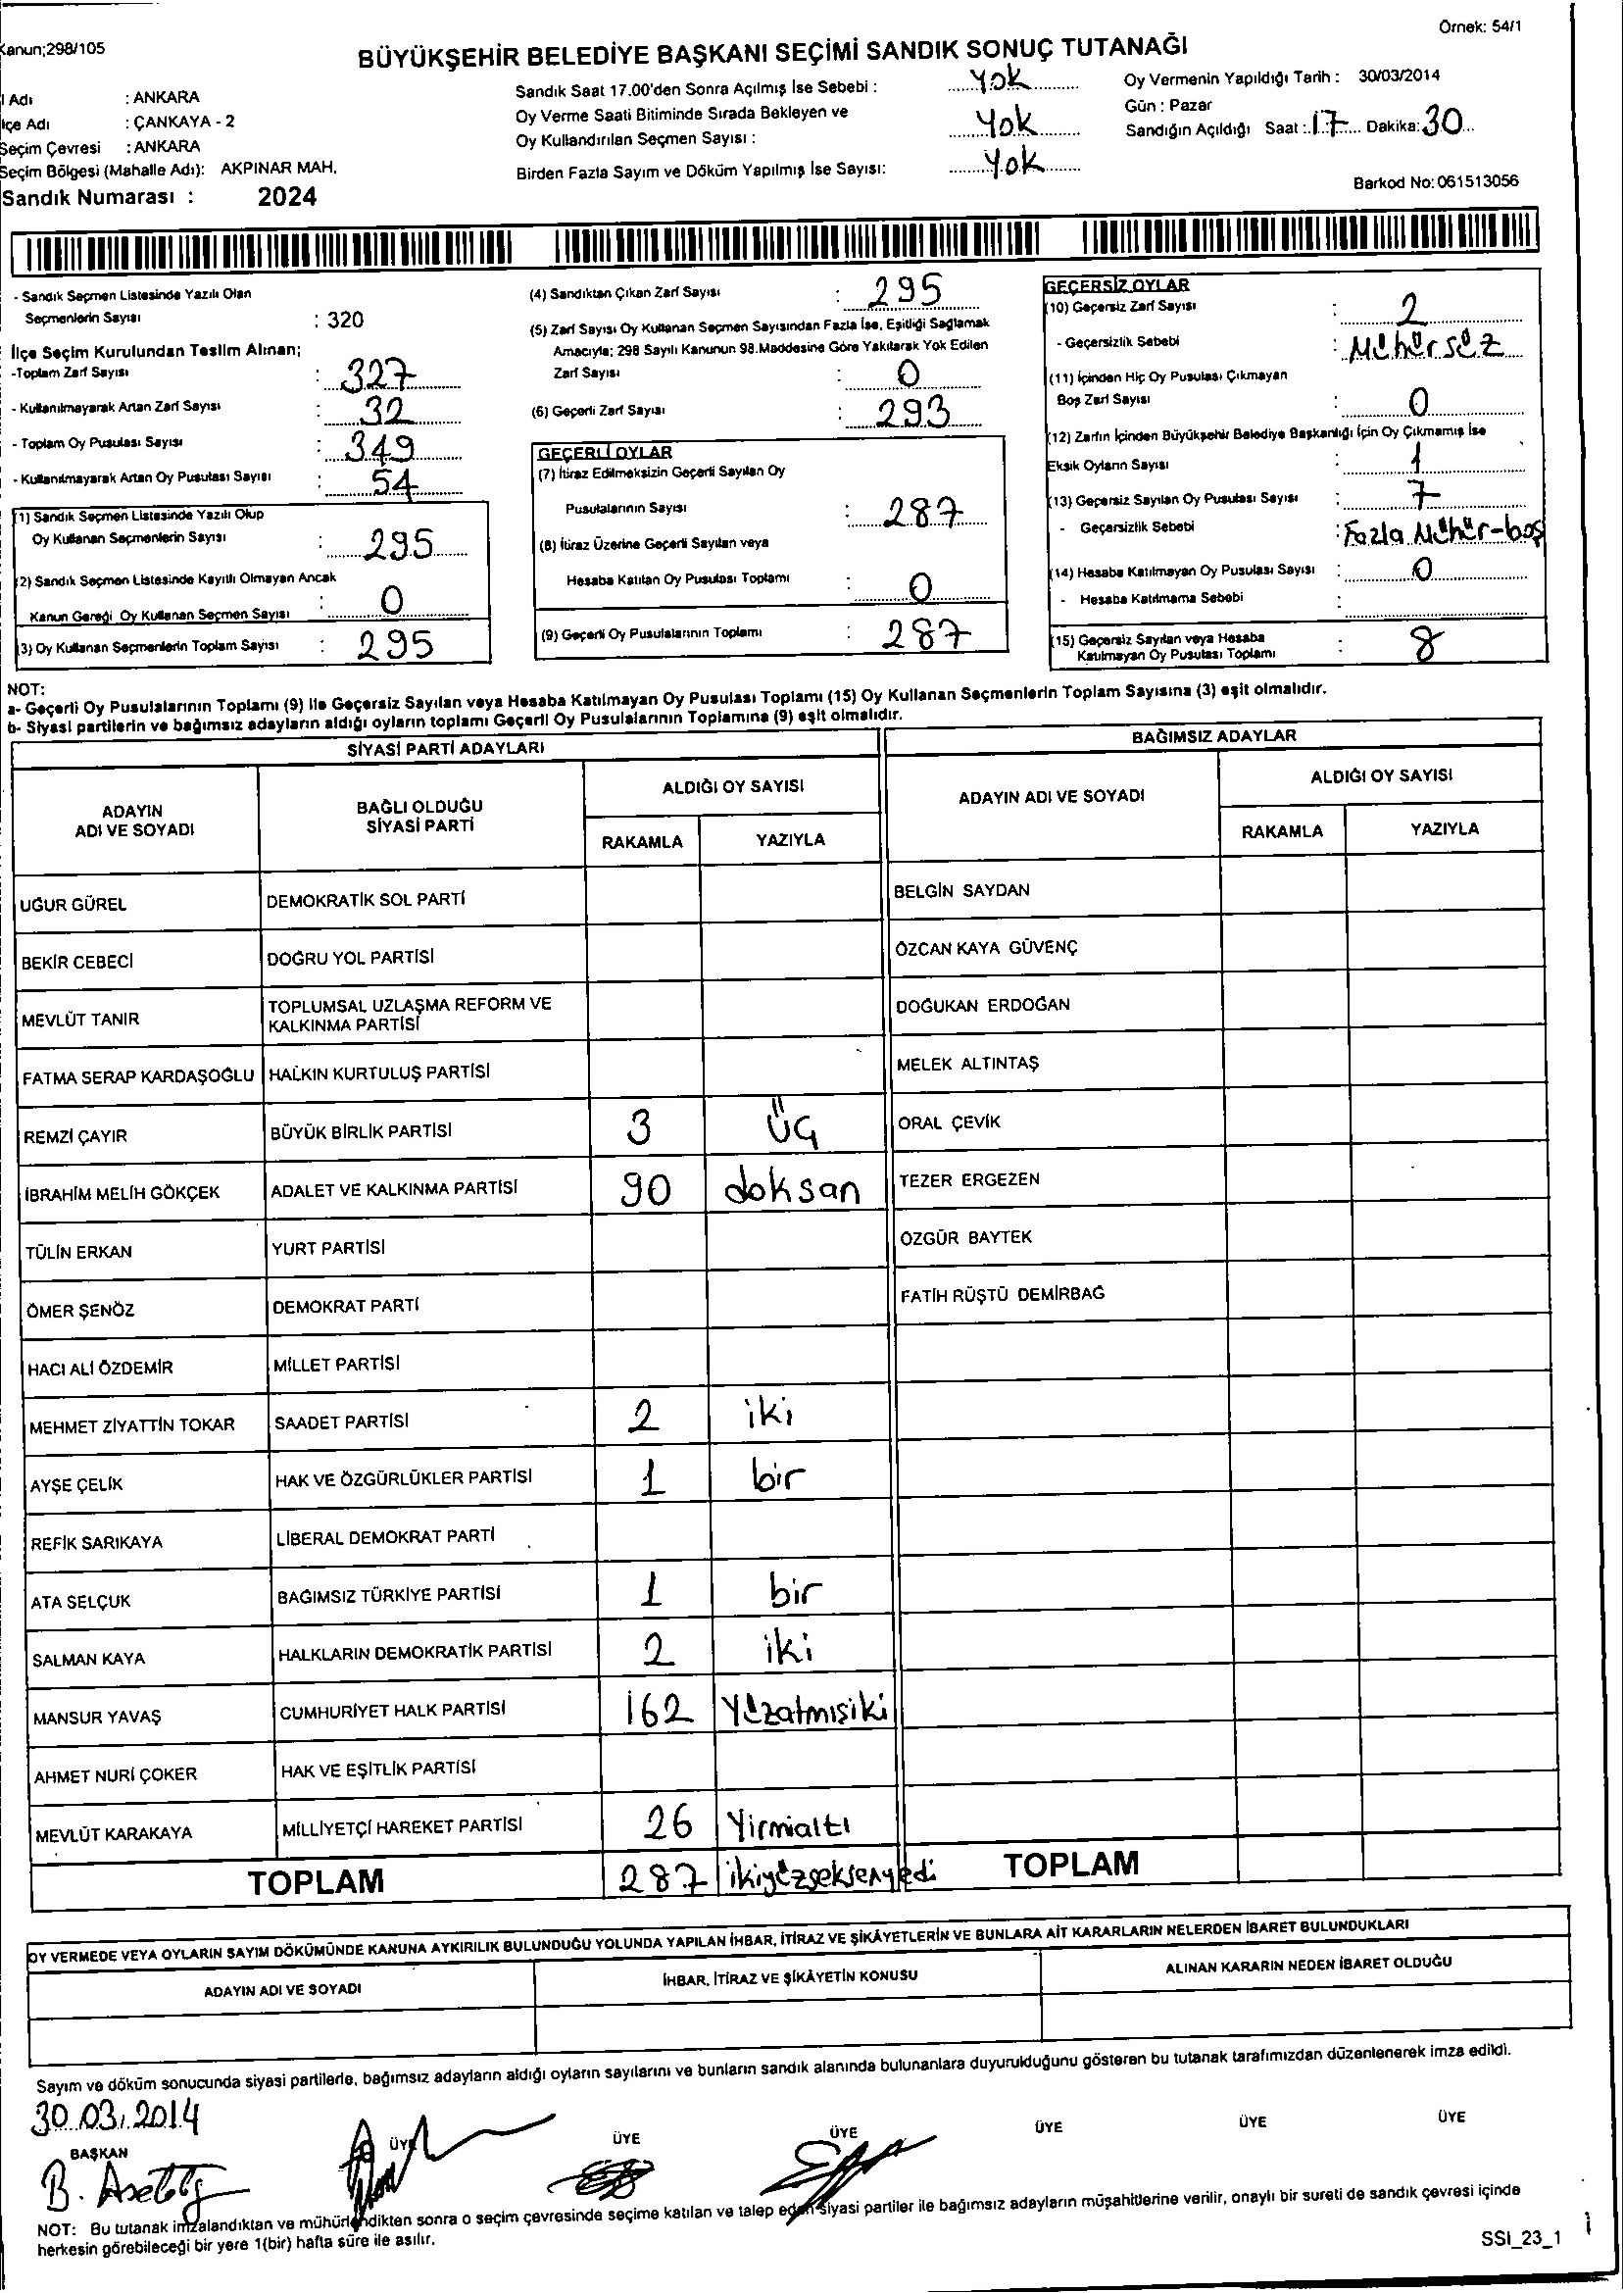 Kanun;298/105
Örnek: 54/1
BÜYÜKŞEHİR BELEDİYE BAŞKANI SEÇİMİ SANDIK SONUÇ TUTANAĞI
İl Adı : ANKARA
İlçe Adı : ÇANKAYA - 2
Seçim Çevresi : ANKARA
Seçim Bölgesi (Mahalle Adı): AKPINAR MAH.
Sandık Numarası : 2024
Sandık Saat 17.00'den Sonra Açılmış İse Sebebi : Yok
Oy Verme Saati Bitiminde Sırada Bekleyen ve
Oy Kullandırılan Seçmen Sayısı : Yok
Birden Fazla Sayım ve Döküm Yapılmış İse Sayısı: Yok
Oy Vermenin Yapıldığı Tarih : 30/03/2014
Gün : Pazar
Sandığın Açıldığı Saat : 17 Dakika: 30
Barkod No: 061513056
- Sandık Seçmen Listesinde Yazılı Olan
Seçmenlerin Sayısı : 320
İlçe Seçim Kurulundan Teslim Alınan;
-Toplam Zarf Sayısı : 327
- Kullanılmayarak Artan Zarf Sayısı : 32
- Toplam Oy Pusulası Sayısı : 349
- Kullanılmayarak Artan Oy Pusulası Sayısı : 54
(1) Sandık Seçmen Listesinde Yazılı Olup
Oy Kullanan Seçmenlerin Sayısı : 295
(2) Sandık Seçmen Listesinde Kayıtlı Olmayan Ancak
Kanun Gereği Oy Kullanan Seçmen Sayısı : 0
(3) Oy Kullanan Seçmenlerin Toplam Sayısı : 295
(4) Sandıktan Çıkan Zarf Sayısı : 295
(5) Zarf Sayısı Oy Kullanan Seçmen Sayısından Fazla İse, Eşitliği Sağlamak
Amacıyla; 298 Sayılı Kanunun 98.Maddesine Göre Yakılarak Yok Edilen
Zarf Sayısı : 0
(6) Geçerli Zarf Sayısı : 293
GEÇERLİ OYLAR
(7) İtiraz Edilmeksizin Geçerli Sayılan Oy
Pusulalarının Sayısı : 287
(8) İtiraz Üzerine Geçerli Sayılan veya
Hesaba Katılan Oy Pusulası Toplamı : 0
(9) Geçerli Oy Pusulalarının Toplamı : 287
GEÇERSİZ OYLAR
(10) Geçersiz Zarf Sayısı : 2
- Geçersizlik Sebebi : Mühürsüz
(11) İçinden Hiç Oy Pusulası Çıkmayan
Boş Zarf Sayısı : 0
(12) Zarfın İçinden Büyükşehir Belediye Başkanlığı İçin Oy Çıkmamış İse
Eksik Oyların Sayısı : 1
(13) Geçersiz Sayılan Oy Pusulası Sayısı : 7
- Geçersizlik Sebebi : Fazla Mühür-boş
(14) Hesaba Katılmayan Oy Pusulası Sayısı : 0
- Hesaba Katılmama Sebebi :
(15) Geçersiz Sayılan veya Hesaba
Katılmayan Oy Pusulası Toplamı : 8
NOT:
a- Geçerli Oy Pusulalarının Toplamı (9) ile Geçersiz Sayılan veya Hesaba Katılmayan Oy Pusulası Toplamı (15) Oy Kullanan Seçmenlerin Toplam Sayısına (3) eşit olmalıdır.
b- Siyasi partilerin ve bağımsız adayların aldığı oyların toplamı Geçerli Oy Pusulalarının Toplamına (9) eşit olmalıdır.
SİYASİ PARTİ ADAYLARI
ADAYIN
ADI VE SOYADI
BAĞLI OLDUĞU
SİYASİ PARTİ
ALDIĞI OY SAYISI
RAKAMLA YAZIYLA
UĞUR GÜREL DEMOKRATİK SOL PARTİ
BEKİR CEBECİ DOĞRU YOL PARTİSİ
MEVLÜT TANIR TOPLUMSAL UZLAŞMA REFORM VE
KALKINMA PARTİSİ
FATMA SERAP KARDAŞOĞLU HALKIN KURTULUŞ PARTİSİ
REMZİ ÇAYIR BÜYÜK BİRLİK PARTİSİ 3 Üç
İBRAHİM MELİH GÖKÇEK ADALET VE KALKINMA PARTİSİ 90 doksan
TÜLİN ERKAN YURT PARTİSİ
ÖMER ŞENÖZ DEMOKRAT PARTİ
HACI ALİ ÖZDEMİR MİLLET PARTİSİ
MEHMET ZİYATTİN TOKAR SAADET PARTİSİ 2 iki
AYŞE ÇELİK HAK VE ÖZGÜRLÜKLER PARTİSİ 1 bir
REFİK SARIKAYA LİBERAL DEMOKRAT PARTİ
ATA SELÇUK BAĞIMSIZ TÜRKİYE PARTİSİ 1 bir
SALMAN KAYA HALKLARIN DEMOKRATİK PARTİSİ 2 iki
MANSUR YAVAŞ CUMHURİYET HALK PARTİSİ 162 Yüzatmışiki
AHMET NURİ ÇOKER HAK VE EŞİTLİK PARTİSİ
MEVLÜT KARAKAYA MİLLİYETÇİ HAREKET PARTİSİ 26 Yirmialtı
TOPLAM 287 ikiyüzseksenyedi
BAĞIMSIZ ADAYLAR
ADAYIN ADI VE SOYADI
ALDIĞI OY SAYISI
RAKAMLA YAZIYLA
BELGİN SAYDAN
ÖZCAN KAYA GÜVENÇ
DOĞUKAN ERDOĞAN
MELEK ALTINTAŞ
ORAL ÇEVİK
TEZER ERGEZEN
ÖZGÜR BAYTEK
FATİH RÜŞTÜ DEMİRBAĞ
TOPLAM
OY VERMEDE VEYA OYLARIN SAYIM DÖKÜMÜNDE KANUNA AYKIRILIK BULUNDUĞU YOLUNDA YAPILAN İHBAR, İTİRAZ VE ŞİKÂYETLERİN VE BUNLARA AİT KARARLARIN NELERDEN İBARET BULUNDUKLARI
ADAYIN ADI VE SOYADI
İHBAR, İTİRAZ VE ŞİKÂYETİN KONUSU
ALINAN KARARIN NEDEN İBARET OLDUĞU
Sayım ve döküm sonucunda siyasi partilerle, bağımsız adayların aldığı oyların sayılarını ve bunların sandık alanında bulunanlara duyurulduğunu gösteren bu tutanak tarafımızdan düzenlenerek imza edildi.
30.03.2014
BAŞKAN ÜYE ÜYE ÜYE ÜYE ÜYE ÜYE
NOT: Bu tutanak imzalandıktan ve mühürlendikten sonra o seçim çevresinde seçime katılan ve talep eden siyasi partiler ile bağımsız adayların müşahitlerine verilir, onaylı bir sureti de sandık çevresi içinde
herkesin görebileceği bir yere 1(bir) hafta süre ile asılır.
SSI_23_1